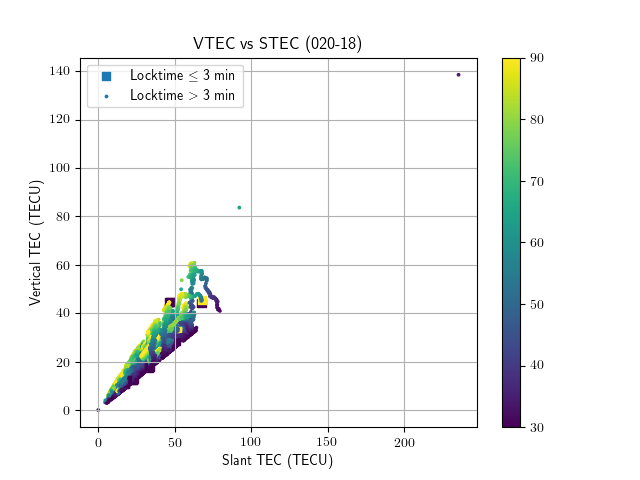 VTEC vs STEC (020-18)
Locktime ≤ 3 min
Locktime > 3 min
Vertical TEC (TECU)
140
120
100
80
60
40
20
0
0 50 100 150 200
Slant TEC (TECU)
90
80
70
60
50
40
30